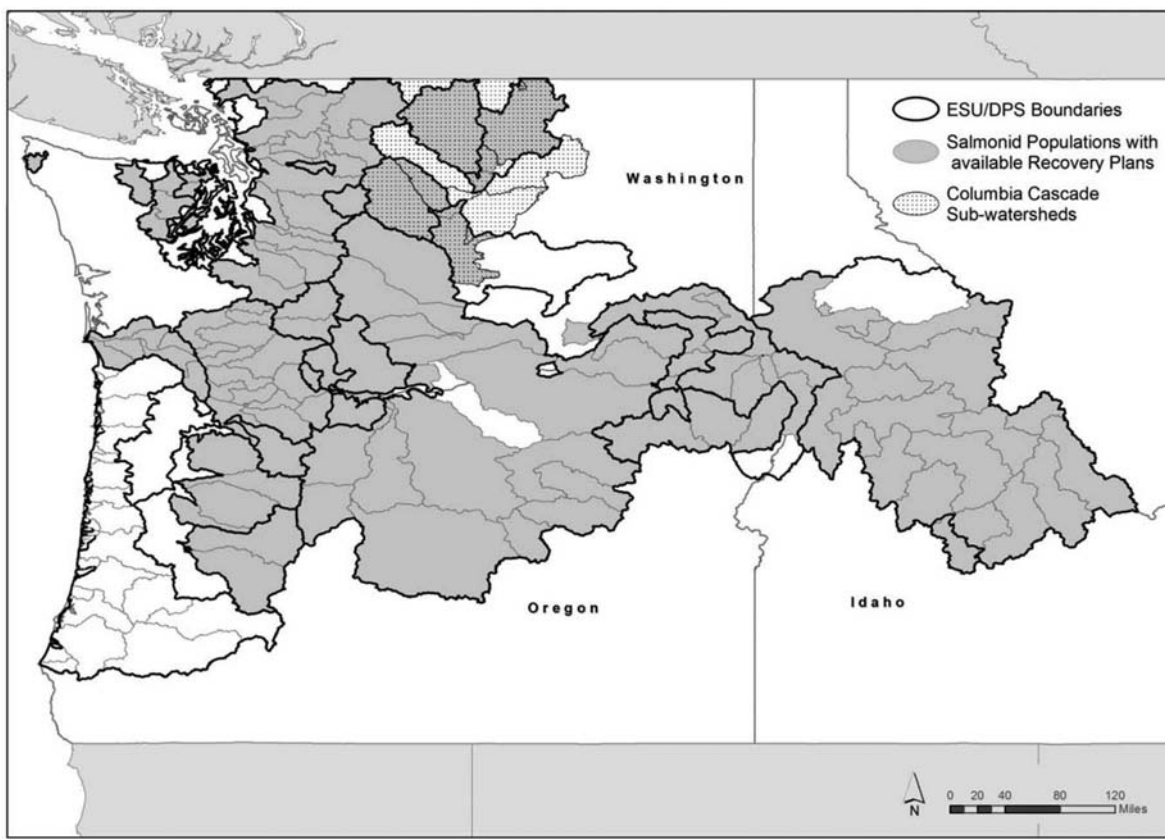 ESU/DPS Boundaries
Salmonid Populations with
available Recovery Plans
Columbia Cascade
Sub-watersheds
Washington
Oregon
Idaho
N
0 20 40 80 120
Miles